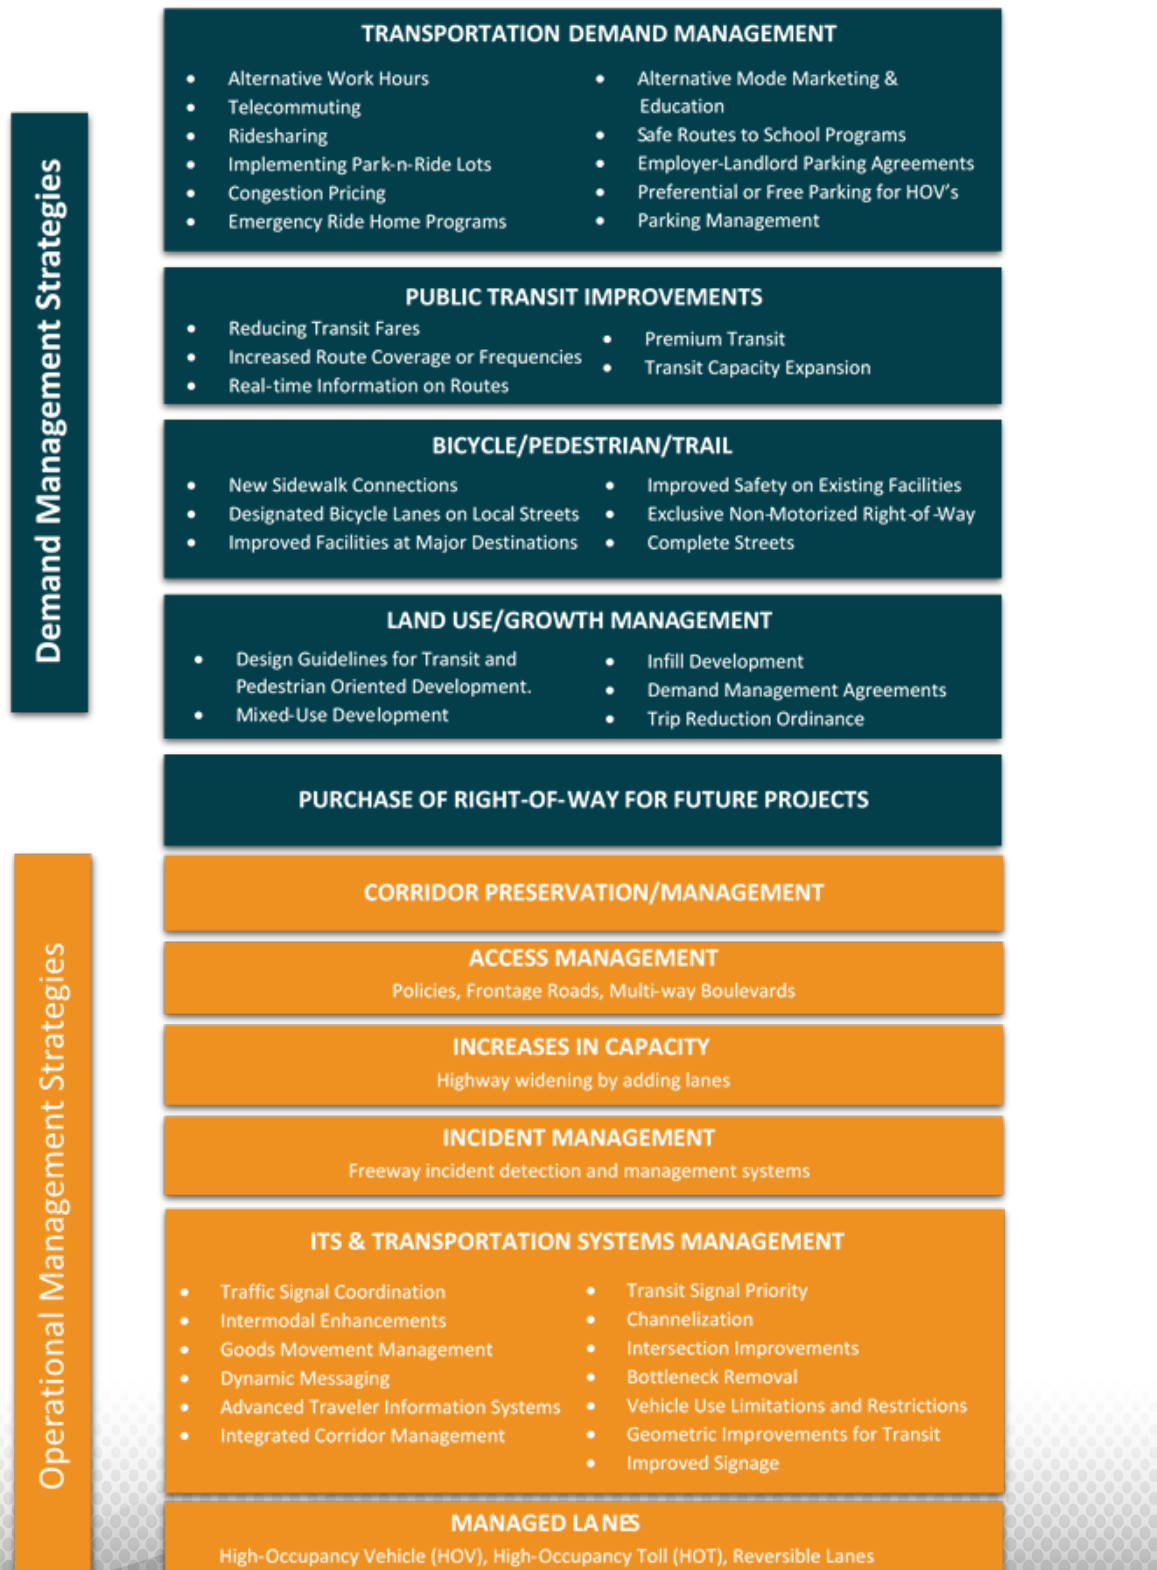 Demand Management Strategies
TRANSPORTATION DEMAND MANAGEMENT
• Alternative Work Hours
• Telecommuting
• Ridesharing
• Implementing Park-n-Ride Lots
• Congestion Pricing
• Emergency Ride Home Programs
• Alternative Mode Marketing &
Education
• Safe Routes to School Programs
• Employer-Landlord Parking Agreements
• Preferential or Free Parking for HOV's
• Parking Management
PUBLIC TRANSIT IMPROVEMENTS
• Reducing Transit Fares
• Increased Route Coverage or Frequencies
• Real-time Information on Routes
• Premium Transit
• Transit Capacity Expansion
BICYCLE/PEDESTRIAN/TRAIL
• New Sidewalk Connections
• Designated Bicycle Lanes on Local Streets
• Improved Facilities at Major Destinations
• Improved Safety on Existing Facilities
• Exclusive Non-Motorized Right-of-Way
• Complete Streets
LAND USE/GROWTH MANAGEMENT
• Design Guidelines for Transit and
Pedestrian Oriented Development.
• Mixed-Use Development
• Infill Development
• Demand Management Agreements
• Trip Reduction Ordinance
PURCHASE OF RIGHT-OF-WAY FOR FUTURE PROJECTS
Operational Management Strategies
CORRIDOR PRESERVATION/MANAGEMENT
ACCESS MANAGEMENT
Policies, Frontage Roads, Multi-way Boulevards
INCREASES IN CAPACITY
Highway widening by adding lanes
INCIDENT MANAGEMENT
Freeway incident detection and management systems
ITS & TRANSPORTATION SYSTEMS MANAGEMENT
• Traffic Signal Coordination
• Intermodal Enhancements
• Goods Movement Management
• Dynamic Messaging
• Advanced Traveler Information Systems
• Integrated Corridor Management
• Transit Signal Priority
• Channelization
• Intersection Improvements
• Bottleneck Removal
• Vehicle Use Limitations and Restrictions
• Geometric Improvements for Transit
• Improved Signage
MANAGED LANES
High-Occupancy Vehicle (HOV), High-Occupancy Toll (HOT), Reversible Lanes